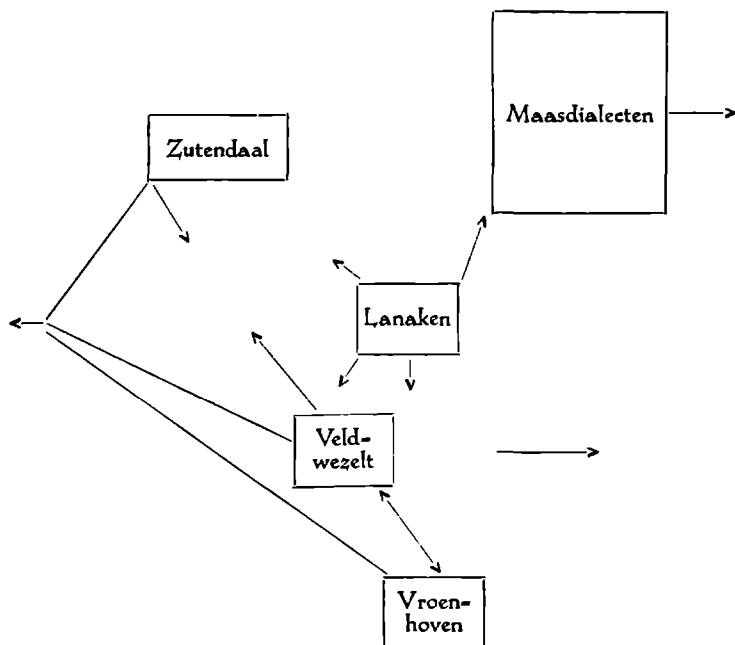 Maasdialecten
Zutendaal
Lanaken
Veld-
wezelt
Vroen-
hoven